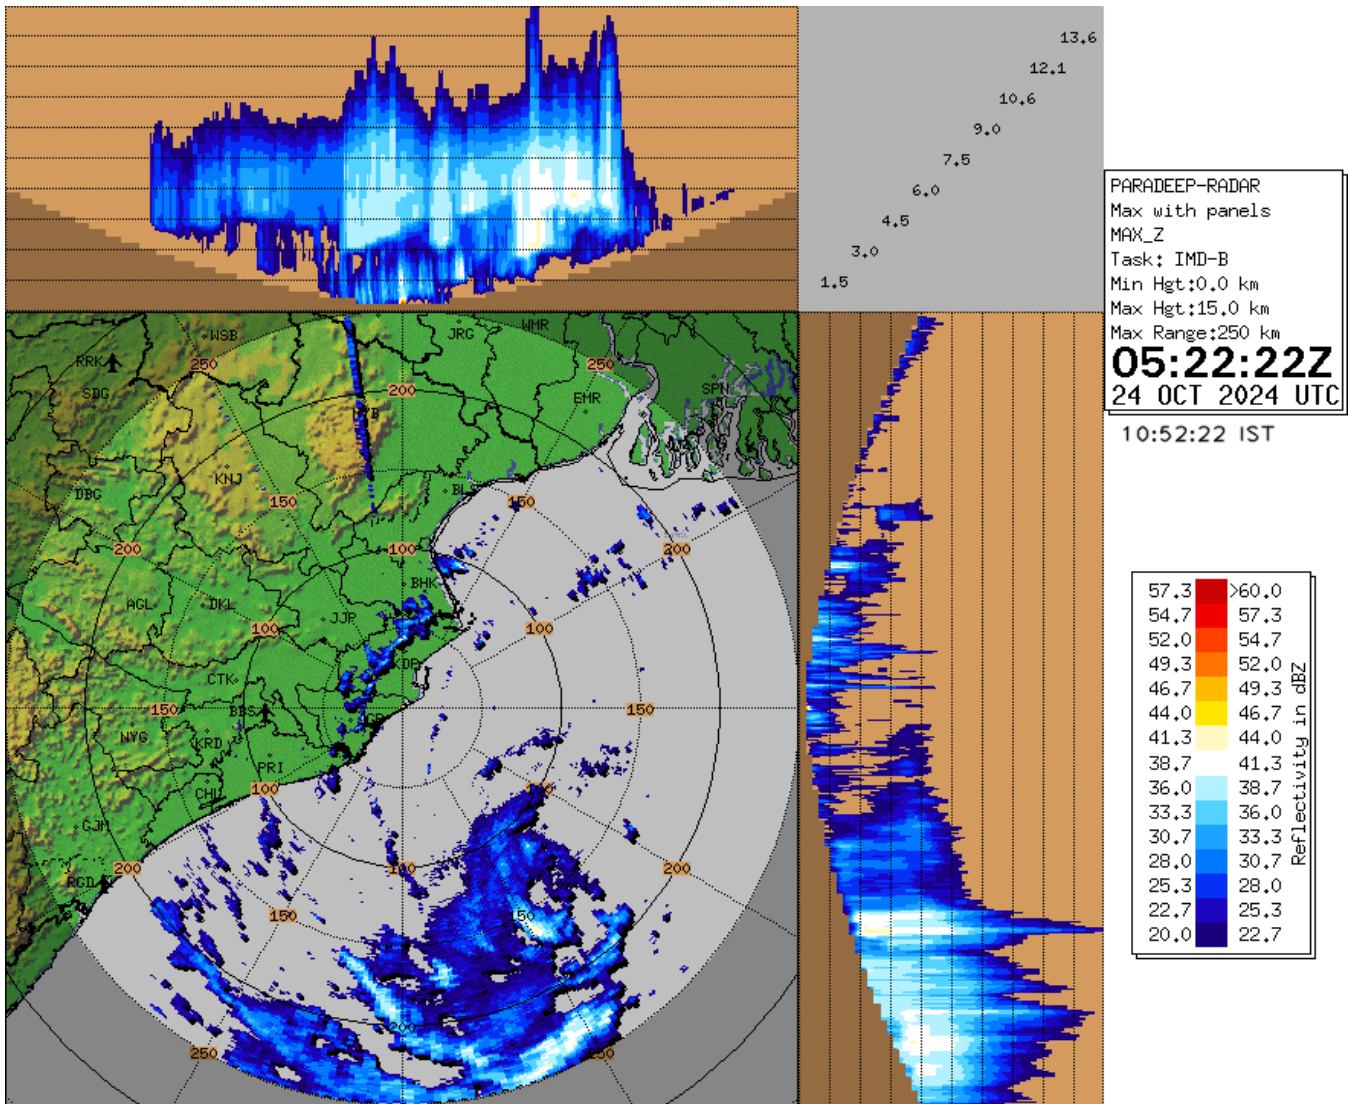 13.6
12.1
10.6
9.0
7.5
6.0
4.5
3.0
1.5
PARADEEP-RADAR
Max with panels
MAX_Z
Task: IMD-B
Min Hgt:0.0 km
Max Hgt:15.0 km
Max Range:250 km
05:22:22Z
24 OCT 2024 UTC
10:52:22 IST
WSB
JRG
WMR
RRK
250
250
SDG
200
SPN
EMR
MYB
KNJ
DBG
150
BLS
150
200
100
200
BHK
AGL
DKL
JJP
100
100
KDP
CTK
150
BBS
150
NYG
KRD
PRI
CHL
100
100
GJM
200
100
200
RGD
150
150
200
250
250
57.3 >60.0
54.7 57.3
52.0 54.7
49.3 52.0
46.7 49.3
44.0 46.7
41.3 44.0
38.7 41.3
36.0 38.7
33.3 36.0
30.7 33.3
28.0 30.7
25.3 28.0
22.7 25.3
20.0 22.7
Reflectivity in dBZ